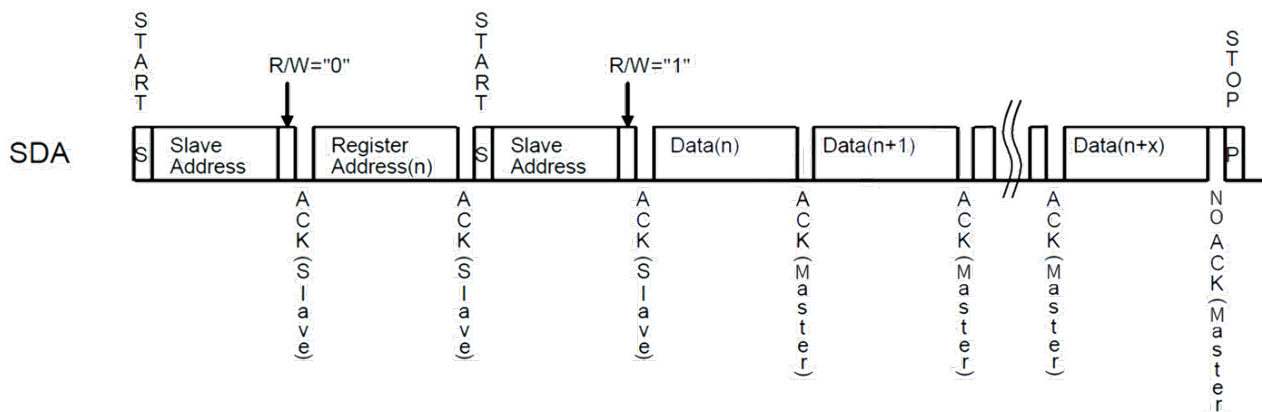 START
START
STOP
R/W="0"
R/W="1"
SDA
S
Slave
Address
Register
Address(n)
S
Slave
Address
Data(n)
Data(n+1)
Data(n+x)
P
ACK(Slave)
ACK(Slave)
ACK(Slave)
ACK(Master)
ACK(Master)
ACK(Master)
NO ACK(Master